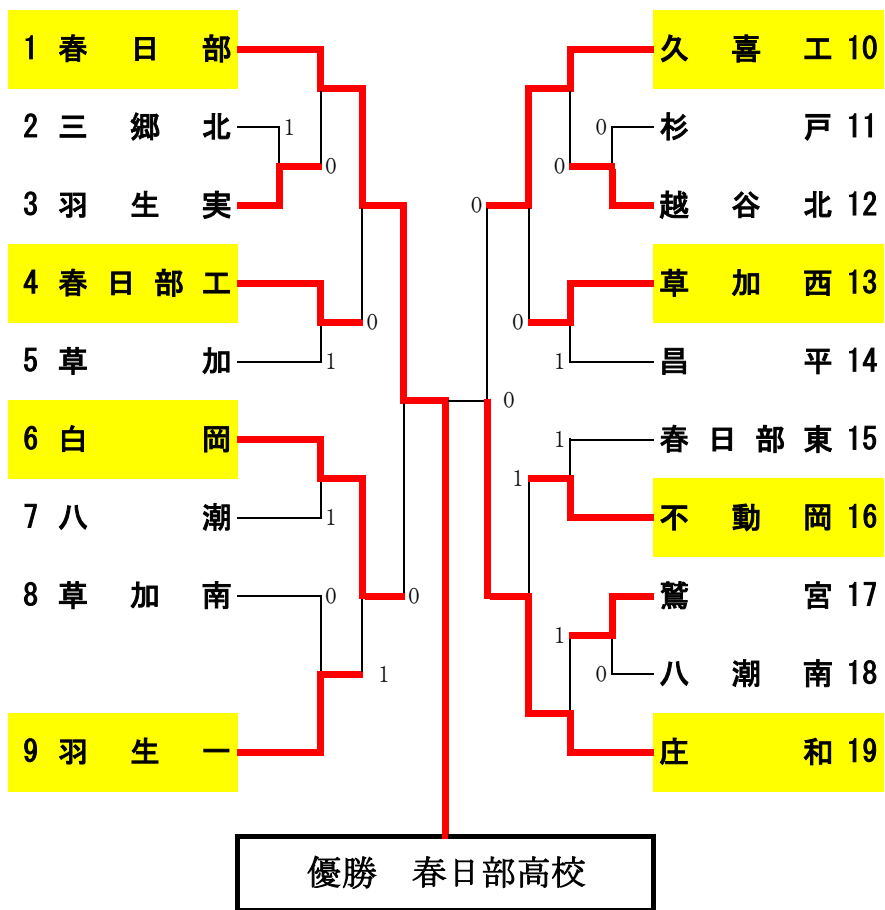 1 春日部
2 三郷北
1
0
3 羽生実
4 春日部工
0
5 草加
1
6 白岡
7 八潮
1
8 草加南
0
0
1
9 羽生一
久喜工 10
0
杉戸 11
0
越谷北 12
0
草加西 13
0
1
昌平 14
0
1
春日部東 15
1
不動岡 16
鷲宮 17
1
0
八潮南 18
庄和 19
優勝 春日部高校